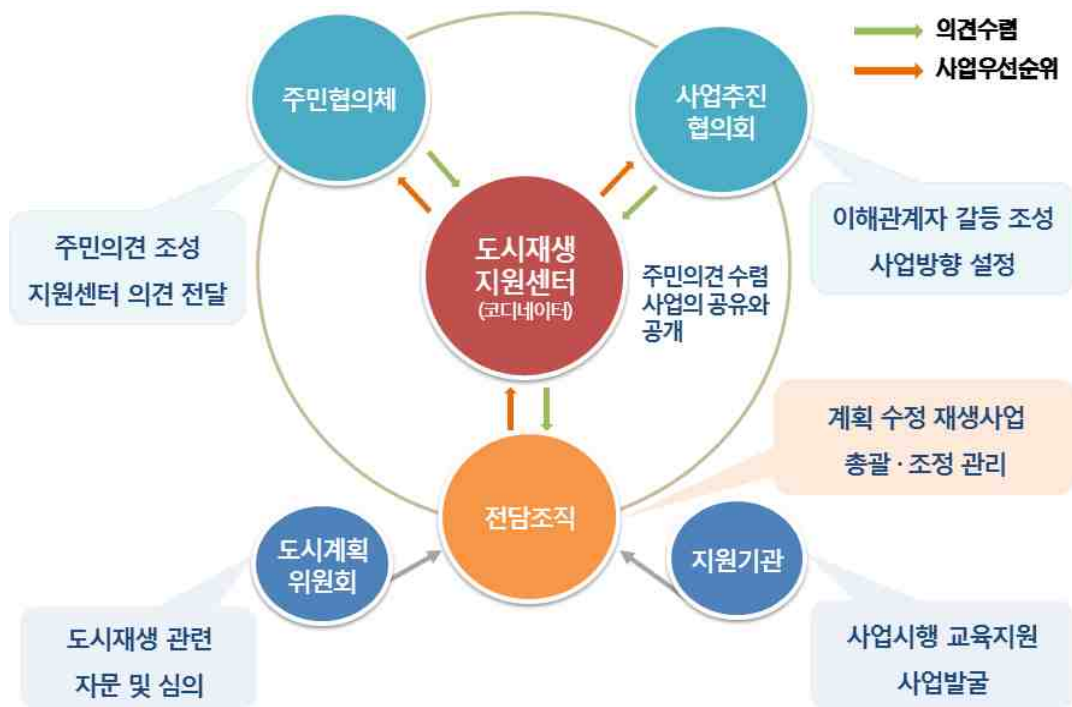 의견수렴
사업우선순위
주민협의체
사업추진
협의회
주민의견 조성
지원센터 의견 전달
도시재생
지원센터
(코디네이터)
주민의견 수렴
사업의 공유와
공개
이해관계자 갈등 조성
사업방향 설정
계획 수정 재생사업
총괄·조정 관리
전담조직
도시계획
위원회
지원기관
도시재생 관련
자문 및 심의
사업시행 교육지원
사업발굴